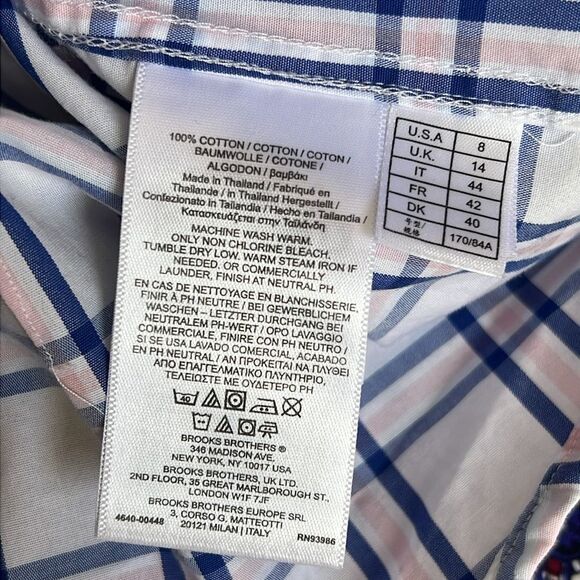 100% COTTON / COTTON / COTON /
BAUMWOLLE / COTONE /
ALGODON / βαμβάκι
Made in Thailand / Fabriqué en
Thaïlande / in Thailand Hergestellt /
Confezionato in Tailandia / Hecho en Tailandia /
Κατασκευάζεται στην Ταϊλάνδη
MACHINE WASH WARM.
ONLY NON CHLORINE BLEACH.
TUMBLE DRY LOW. WARM STEAM IRON IF
NEEDED. OR COMMERCIALLY
LAUNDER, FINISH AT NEUTRAL PH.
EN CAS DE NETTOYAGE EN BLANCHISSERIE.
FINIR À PH NEUTRE / BEI GEWERBLICHEM
WASCHEN – LETZTER DURCHGANG BEI
NEUTRALEM PH-WERT / OPO LAVAGGIO
COMMERCIALE, FINIRE CON PH NEUTRO /
SI SE USA LAVADO COMERCIAL, ACABADO
EN PH NEUTRAL / ΑΝ ΠΡΟΚΕΙΤΑΙ ΝΑ ΠΛΥΘΕΙ
ΑΠΟ ΕΠΑΓΓΕΛΜΑΤΙΚΟ ΠΛΥΝΤΗΡΙΟ,
ΤΕΛΕΙΩΣΤΕ ΜΕ ΟΥΔΕΤΕΡΟ PH
BROOKS BROTHERS ®
346 MADISON AVE.
NEW YORK, NY 10017 USA
BROOKS BROTHERS, UK LTD
2ND FLOOR, 35 GREAT MARLBOROUGH ST.,
LONDON W1F 7JF
BROOKS BROTHERS EUROPE SRL
3, CORSO G. MATTEOTTI
4640-00448 20121 MILAN | ITALY RN93986
U.S.A 8
U.K. 14
IT 44
FR 42
DK 40
号型/规格 170/84A